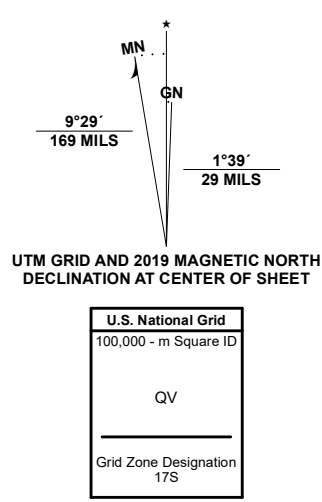 ★
MN
GN
9°29´
169 MILS
1°39´
29 MILS
UTM GRID AND 2019 MAGNETIC NORTH
DECLINATION AT CENTER OF SHEET
U.S. National Grid
100,000 - m Square ID
QV
Grid Zone Designation
17S